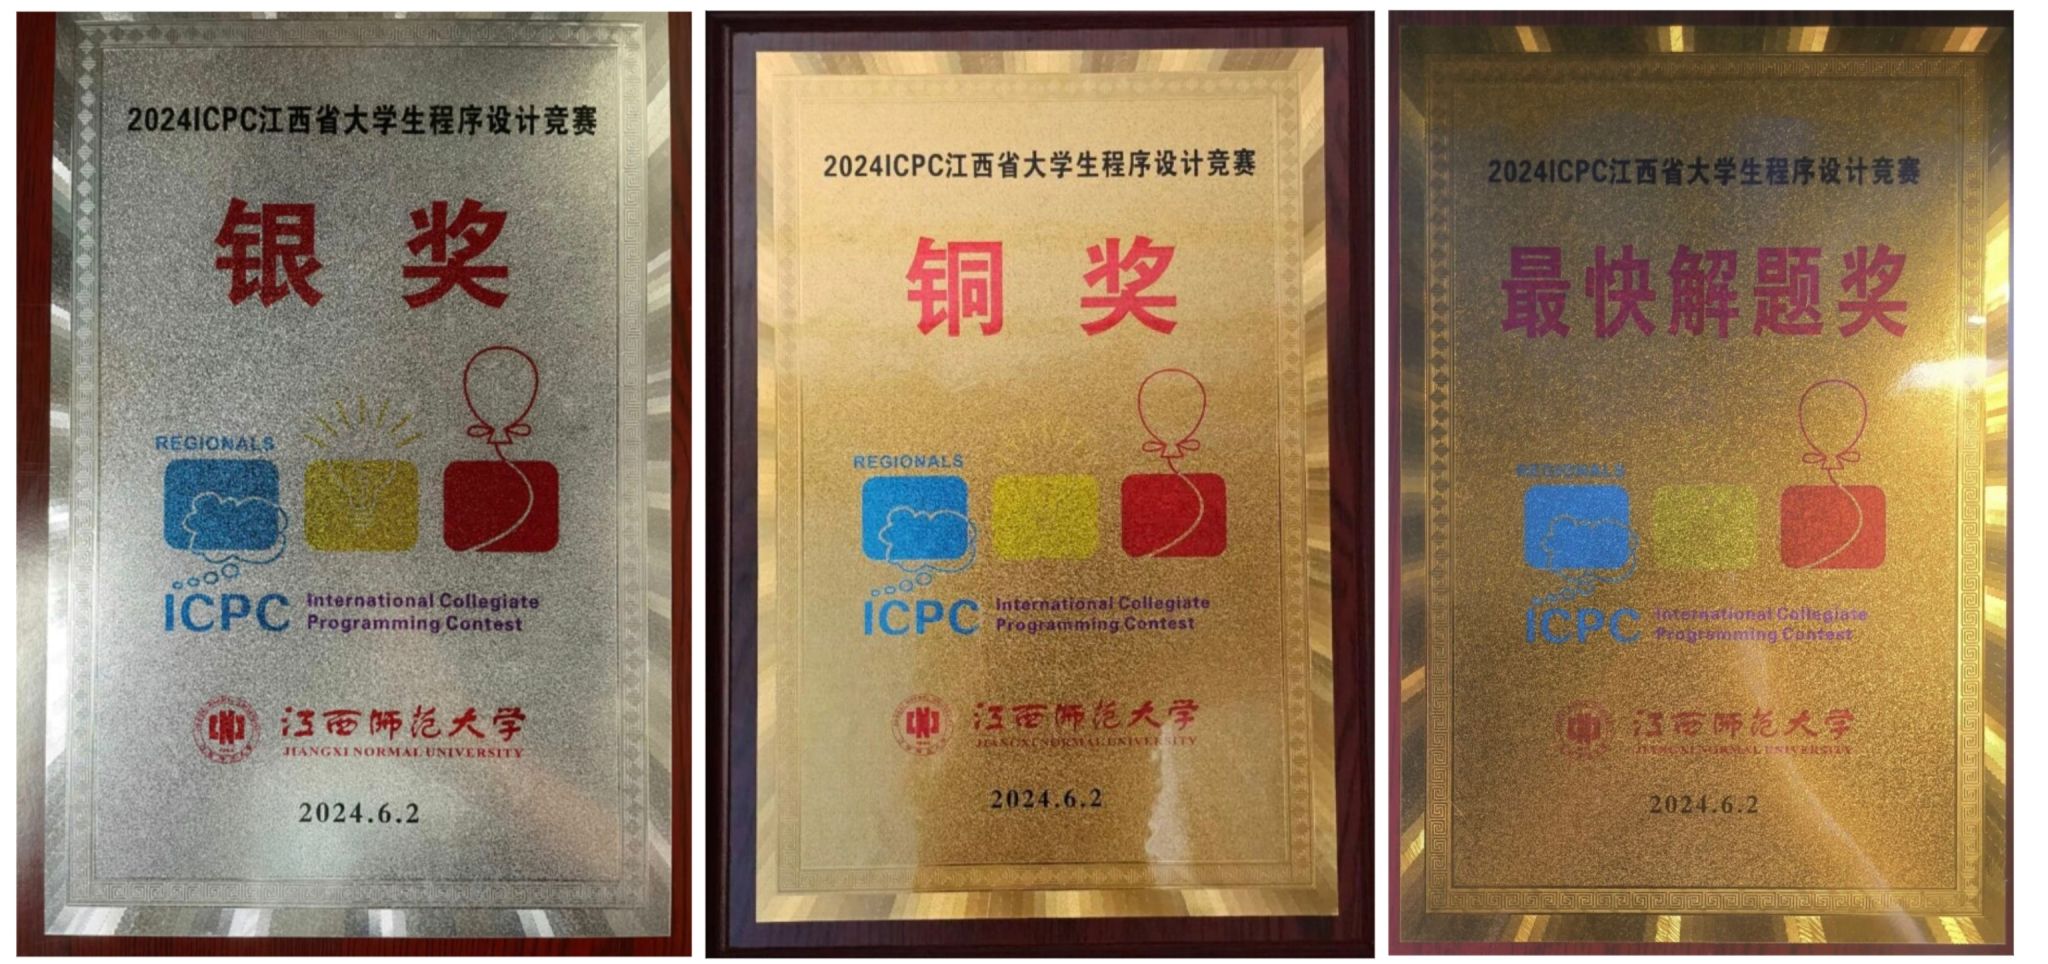 2024ICPC江西省大学生程序设计竞赛
银 奖
REGIONALS
ICPC
International Collegiate
Programming Contest
江西师范大学
JIANGXI NORMAL UNIVERSITY
2024.6.2
2024ICPC江西省大学生程序设计竞赛
铜 奖
REGIONALS
ICPC
International Collegiate
Programming Contest
江西师范大学
JIANGXI NORMAL UNIVERSITY
2024.6.2
2024ICPC江西省大学生程序设计竞赛
最快解题奖
REGIONALS
ICPC
International Collegiate
Programming Contest
江西师范大学
JIANGXI NORMAL UNIVERSITY
2024.6.2